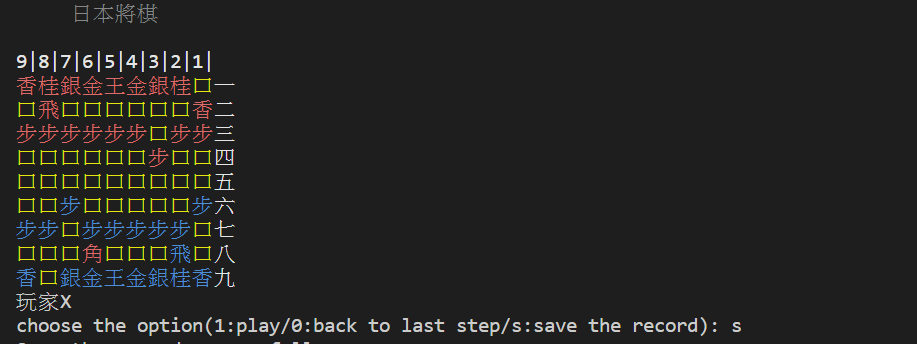 日本將棋
9|8|7|6|5|4|3|2|1|
香桂銀金王金銀桂口一
口飛口口口口口口香二
步步步步步步口步步三
口口口口口口步口口四
口口口口口口口口口五
口口步口口口口口步六
步步口步步步步步口七
口口口角口口口飛口八
香口銀金王金銀桂香九
玩家X
choose the option(1:play/0:back to last step/s:save the record): s